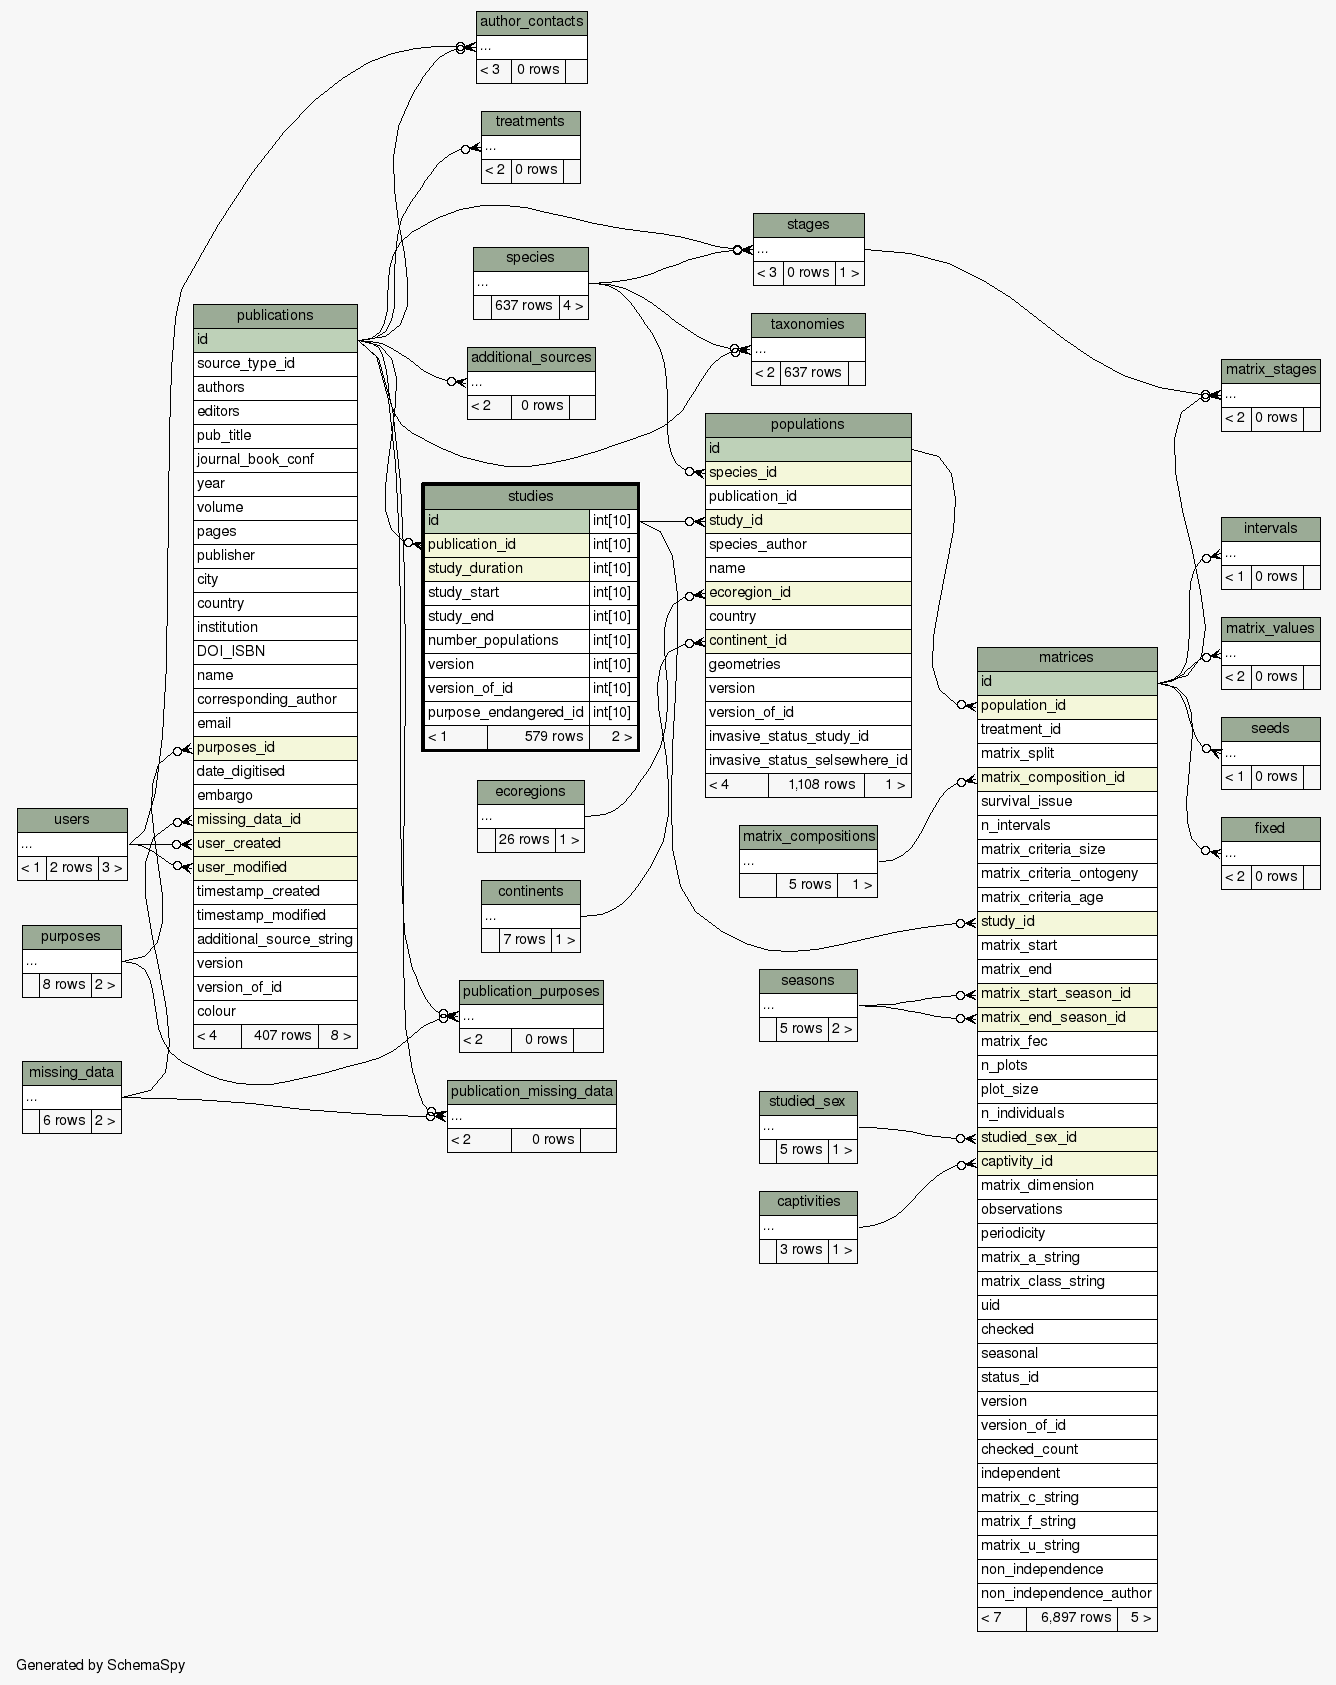 author_contacts
...
< 3 0 rows
treatments
...
< 2 0 rows
stages
...
< 3 0 rows 1 >
species
...
637 rows 4 >
taxonomies
...
< 2 637 rows
additional_sources
...
< 2 0 rows
matrix_stages
...
< 2 0 rows
publications
id
source_type_id
authors
editors
pub_title
journal_book_conf
year
volume
pages
publisher
city
country
institution
DOI_ISBN
name
corresponding_author
email
purposes_id
date_digitised
embargo
missing_data_id
user_created
user_modified
timestamp_created
timestamp_modified
additional_source_string
version
version_of_id
colour
< 4 407 rows 8 >
studies
id int[10]
publication_id int[10]
study_duration int[10]
study_start int[10]
study_end int[10]
number_populations int[10]
version int[10]
version_of_id int[10]
purpose_endangered_id int[10]
< 1 579 rows 2 >
populations
id
species_id
publication_id
study_id
species_author
name
ecoregion_id
country
continent_id
geometries
version
version_of_id
invasive_status_study_id
invasive_status_selsewhere_id
< 4 1,108 rows 1 >
intervals
...
< 1 0 rows
matrix_values
...
< 2 0 rows
seeds
...
< 1 0 rows
fixed
...
< 2 0 rows
users
...
< 1 2 rows 3 >
purposes
...
8 rows 2 >
missing_data
...
6 rows 2 >
ecoregions
...
26 rows 1 >
continents
...
7 rows 1 >
publication_purposes
...
< 2 0 rows
publication_missing_data
...
< 2 0 rows
matrix_compositions
...
5 rows 1 >
seasons
...
5 rows 2 >
studied_sex
...
5 rows 1 >
captivities
...
3 rows 1 >
matrices
id
population_id
treatment_id
matrix_split
matrix_composition_id
survival_issue
n_intervals
matrix_criteria_size
matrix_criteria_ontogeny
matrix_criteria_age
study_id
matrix_start
matrix_end
matrix_start_season_id
matrix_end_season_id
matrix_fec
n_plots
plot_size
n_individuals
studied_sex_id
captivity_id
matrix_dimension
observations
periodicity
matrix_a_string
matrix_class_string
uid
checked
seasonal
status_id
version
version_of_id
checked_count
independent
matrix_c_string
matrix_f_string
matrix_u_string
non_independence
non_independence_author
< 7 6,897 rows 5 >
Generated by SchemaSpy